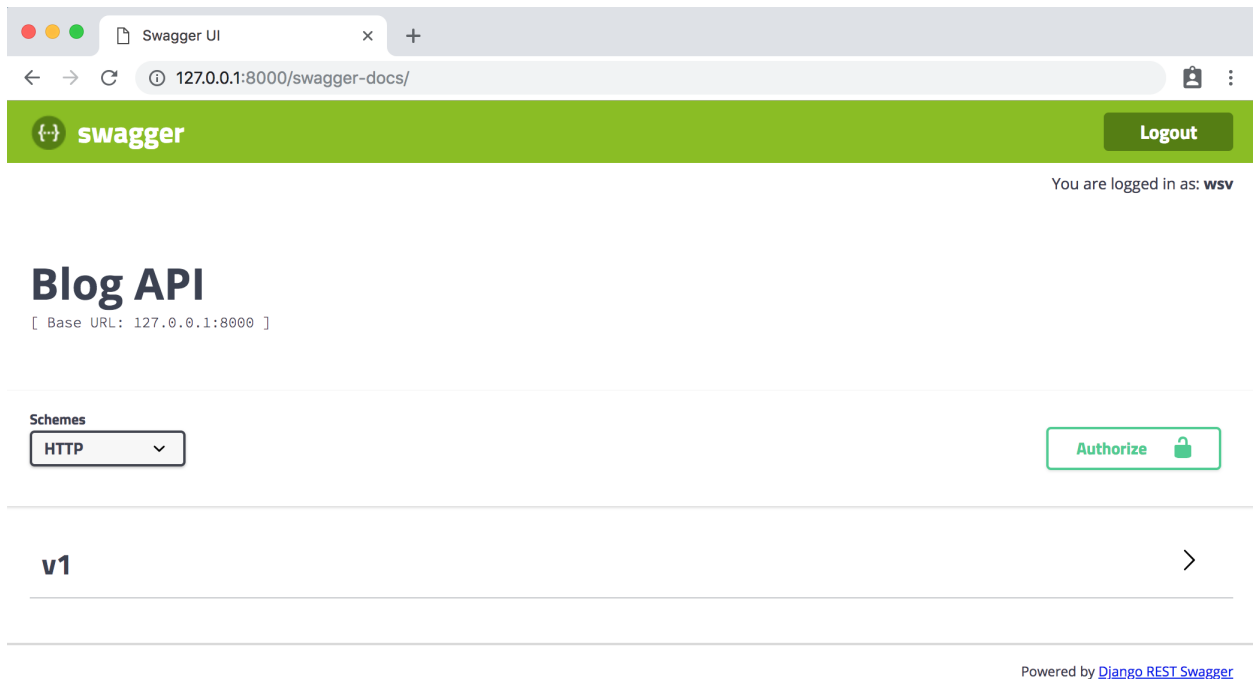 Swagger UI
127.0.0.1:8000/swagger-docs/
{···} swagger
Logout
You are logged in as: wsv
Blog API
[ Base URL: 127.0.0.1:8000 ]
Schemes
HTTP
Authorize
v1
Powered by Django REST Swagger